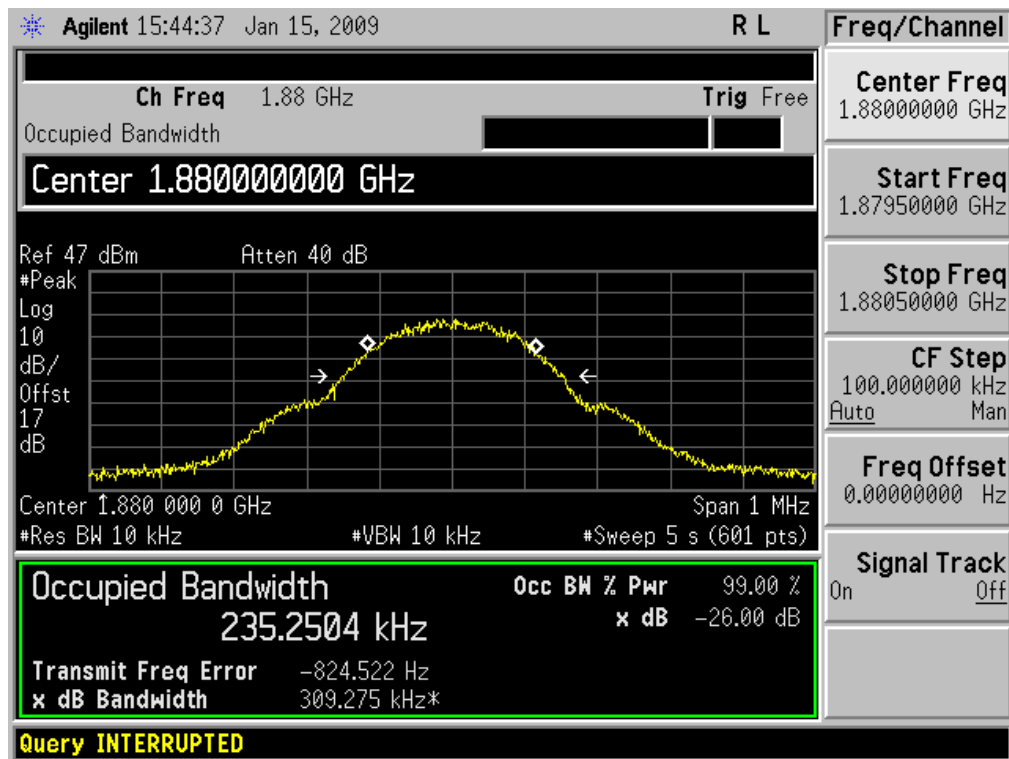 Agilent 15:44:37 Jan 15, 2009 R L
Ch Freq 1.88 GHz Trig Free
Occupied Bandwidth
Center 1.880000000 GHz
Ref 47 dBm Atten 40 dB
#Peak
Log
10
dB/
Offst
17
dB
Center 1.880 000 0 GHz Span 1 MHz
#Res BW 10 kHz #VBW 10 kHz #Sweep 5 s (601 pts)
Occupied Bandwidth Occ BW % Pwr 99.00 %
235.2504 kHz x dB -26.00 dB
Transmit Freq Error -824.522 Hz
x dB Bandwidth 309.275 kHz*
Query INTERRUPTED
Freq/Channel
Center Freq
1.88000000 GHz
Start Freq
1.87950000 GHz
Stop Freq
1.88050000 GHz
CF Step
100.000000 kHz
Auto Man
Freq Offset
0.00000000 Hz
Signal Track
On Off